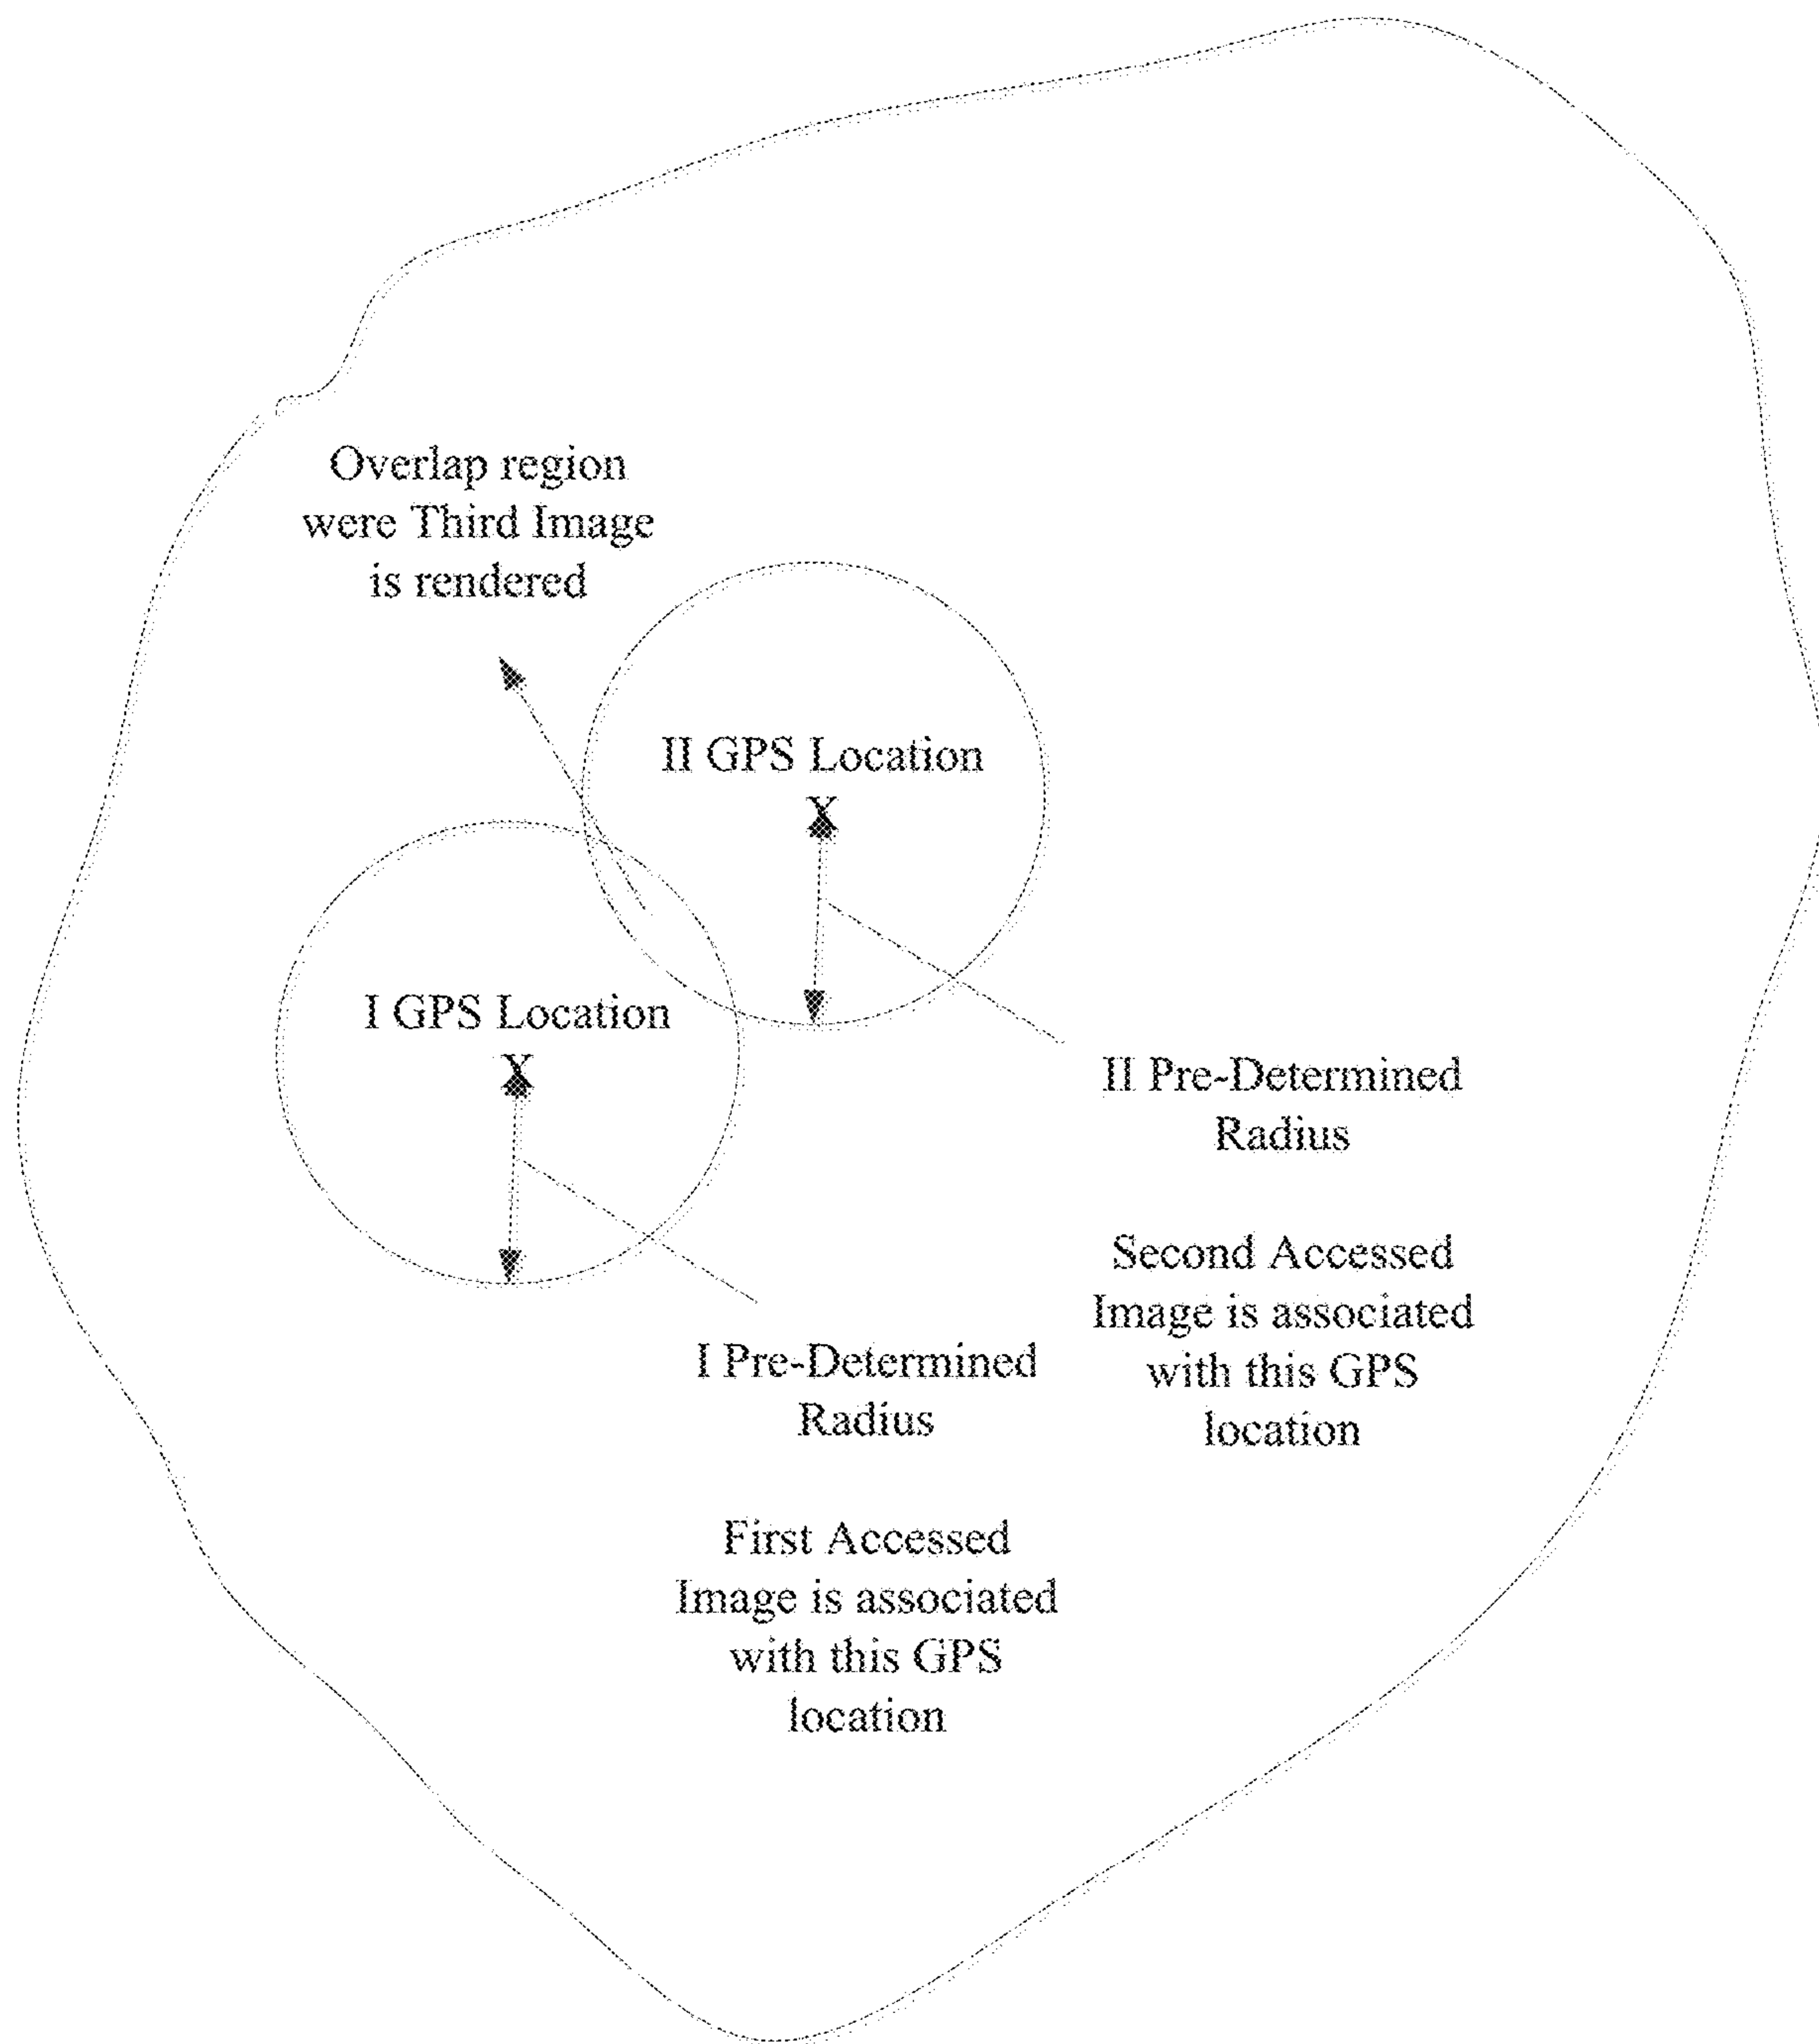 Overlap region
were Third Image
is rendered
II GPS Location
X
I GPS Location
X
II Pre-Determined
Radius
Second Accessed
Image is associated
with this GPS
location
I Pre-Determined
Radius
First Accessed
Image is associated
with this GPS
location